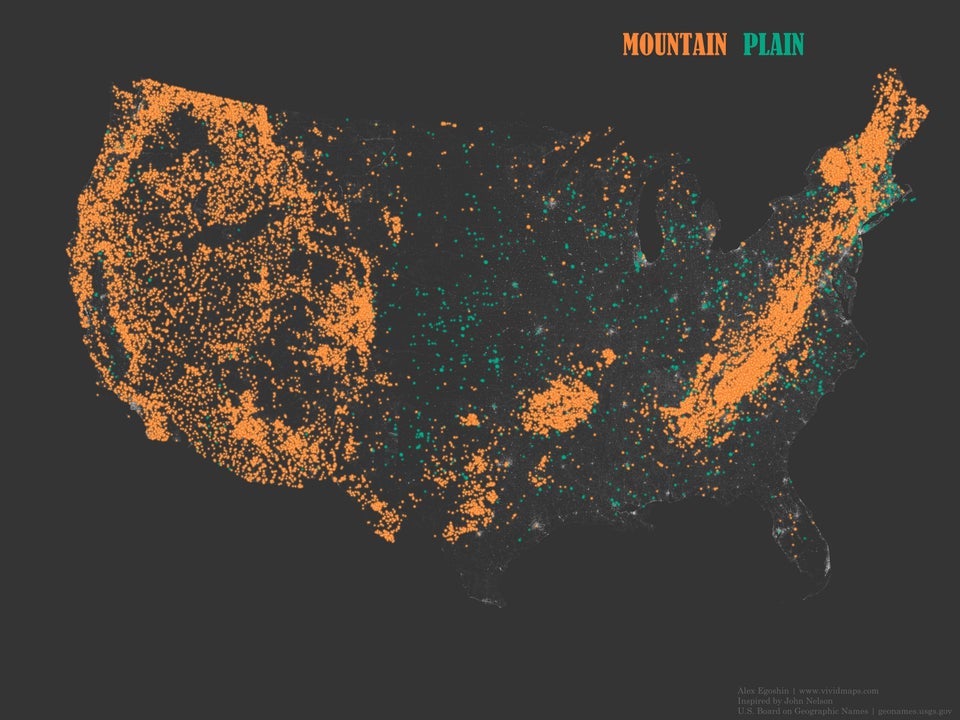 MOUNTAIN PLAIN
Alex Egoshin | www.vividmaps.com
Inspired by John Nelson
U.S. Board on Geographic Names | geonames.usgs.gov